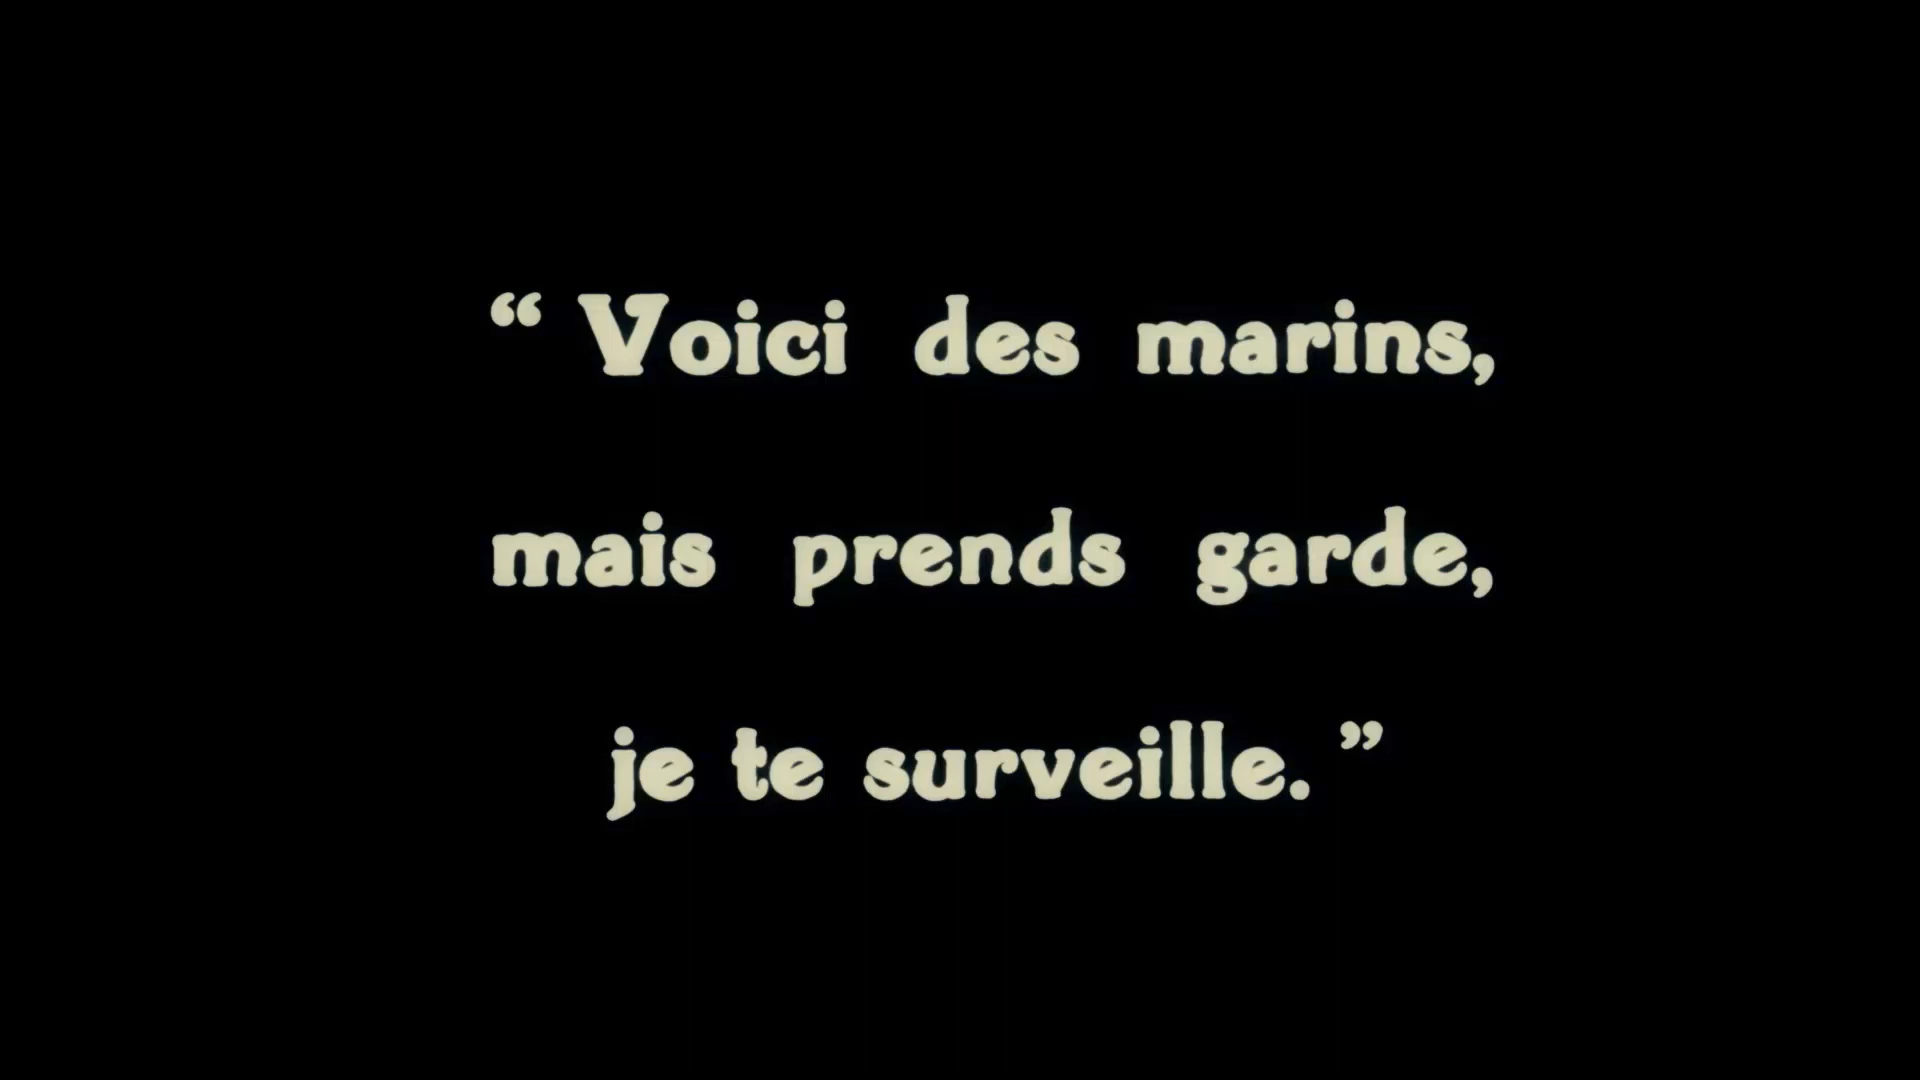 “ Voici des marins,
mais prends garde,
je te surveille. ”